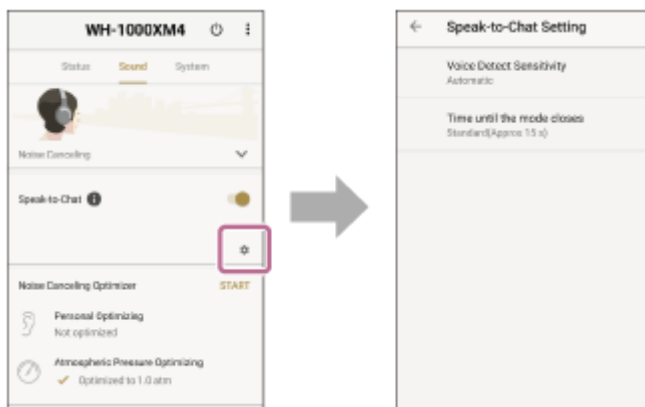 WH-1000XM4
Status Sound System
Noise Canceling
Speak-to-Chat
Noise Canceling Optimizer START
Personal Optimizing
Not optimized
Atmospheric Pressure Optimizing
Optimized to 1.0 atm
Speak-to-Chat Setting
Voice Detect Sensitivity
Automatic
Time until the mode closes
Standard(Approx 15 s)